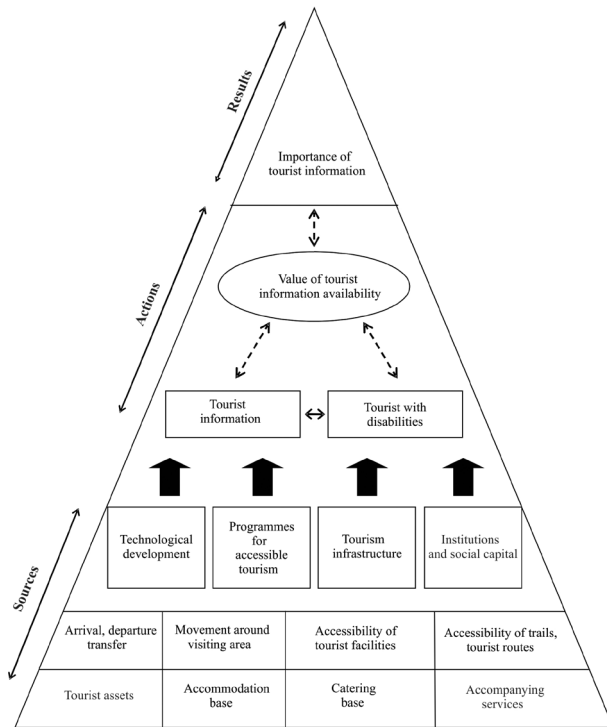 Results
Importance of
tourist information
Actions
Value of tourist
information availability
Tourist
information
Tourist with
disabilities
Sources
Technological
development
Programmes
for
accessible
tourism
Tourism
infrastructure
Institutions
and social capital
Arrival, departure
transfer
Movement around
visiting area
Accessibility of
tourist facilities
Accessibility of trails,
tourist routes
Tourist assets
Accommodation
base
Catering
base
Accompanying
services